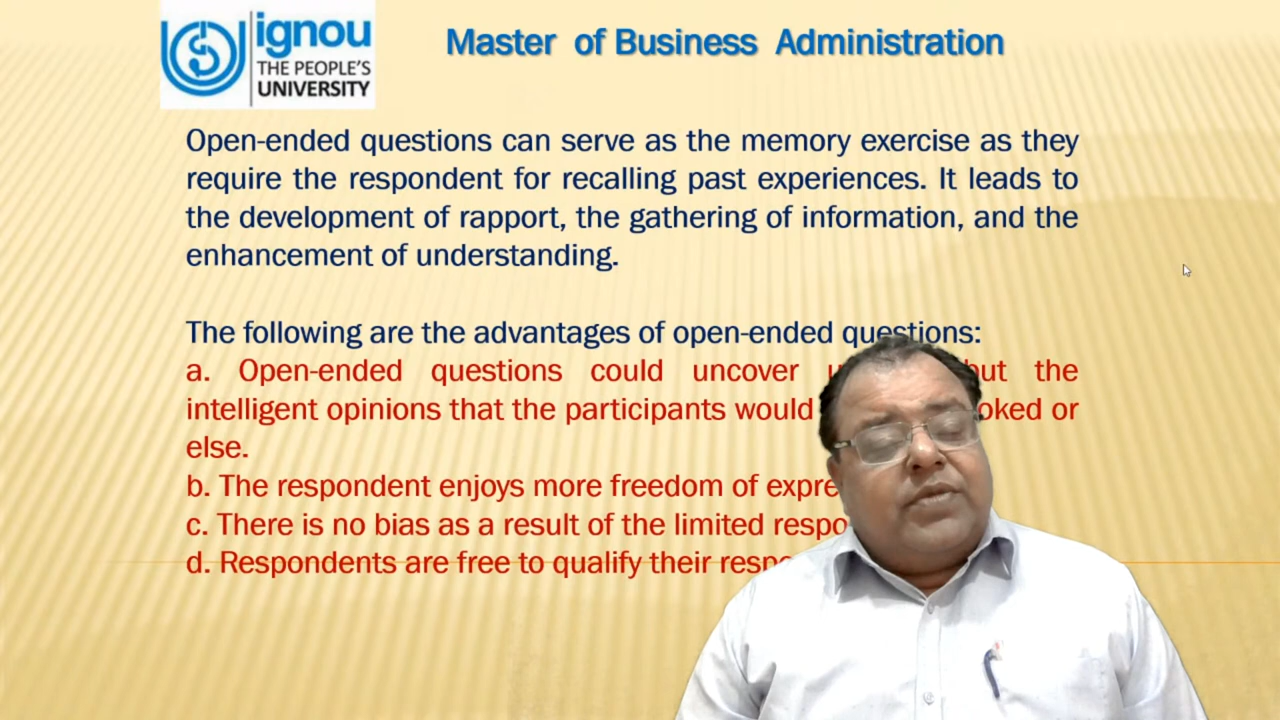 ignou
THE PEOPLE'S
UNIVERSITY
Master of Business Administration
Open-ended questions can serve as the memory exercise as they
require the respondent for recalling past experiences. It leads to
the development of rapport, the gathering of information, and the
enhancement of understanding.
The following are the advantages of open-ended questions:
a. Open-ended questions could uncover but the
intelligent opinions that the participants would or
else.
b. The respondent enjoys more freedom of
c. There is no bias as a result of the limited
d. Respondents are free to qualify their